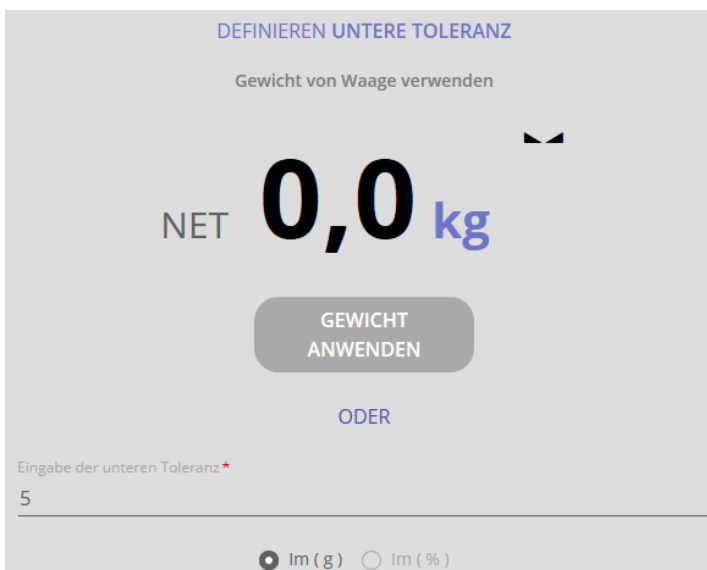 DEFINIEREN UNTERE TOLERANZ
Gewicht von Waage verwenden
NET 0,0 kg
GEWICHT
ANWENDEN
ODER
Eingabe der unteren Toleranz *
5
Im ( g ) Im ( % )